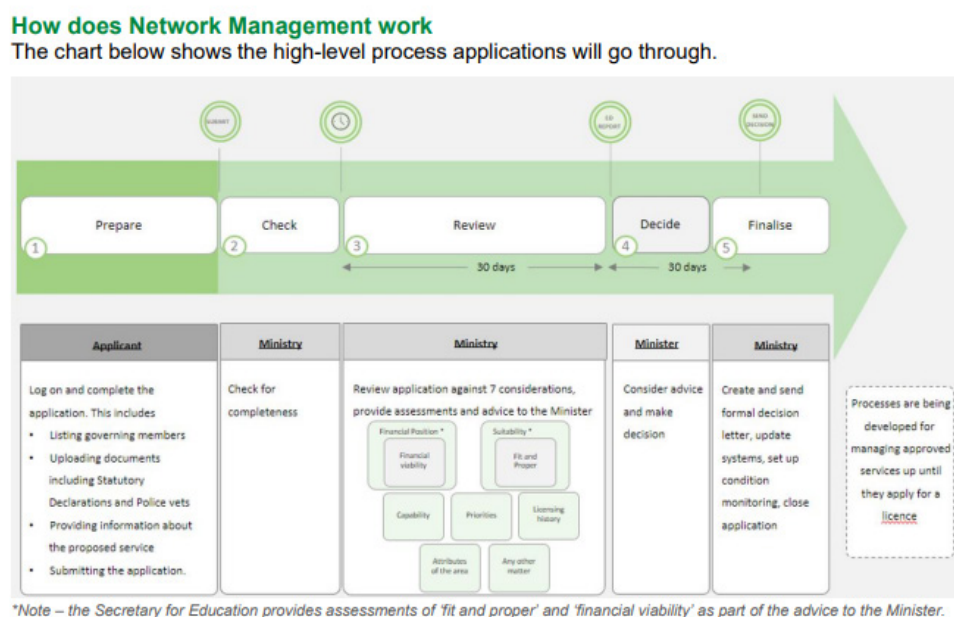 How does Network Management work
The chart below shows the high-level process applications will go through.
SUBMIT
ED
REPORT
SEND
DECISION
Prepare
Check
Review
Decide
Finalise
1
2
3
4
5
30 days
30 days
Applicant
Ministry
Ministry
Minister
Ministry
Log on and complete the
application. This includes
• Listing governing members
• Uploading documents
including Statutory
Declarations and Police vets
• Providing information about
the proposed service
• Submitting the application.
Check for
completeness
Review application against 7 considerations,
provide assessments and advice to the Minister
Financial Position *
Financial
viability
Suitability *
Fit and
Proper
Capability
Priorities
Licensing
history
Attributes
of the area
Any other
matter
Consider advice
and make
decision
Create and send
formal decision
letter, update
systems, set up
condition
monitoring, close
application
Processes are being
developed for
managing approved
services up until
they apply for a
licence
*Note – the Secretary for Education provides assessments of 'fit and proper' and 'financial viability' as part of the advice to the Minister.